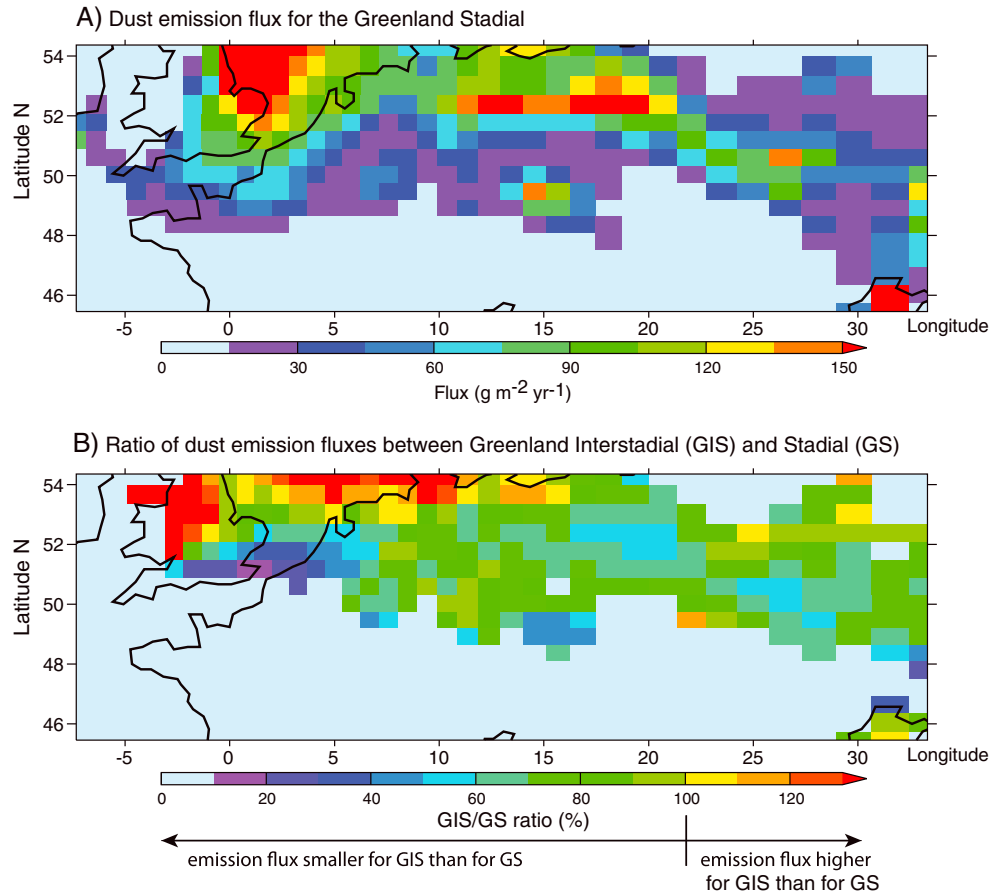 A) Dust emission flux for the Greenland Stadial
54
52
50
48
46
Latitude N
-5 0 5 10 15 20 25 30 Longitude
0 30 60 90 120 150
Flux (g m-2 yr-1)
B) Ratio of dust emission fluxes between Greenland Interstadial (GIS) and Stadial (GS)
54
52
50
48
46
Latitude N
-5 0 5 10 15 20 25 30 Longitude
0 20 40 60 80 100 120
GIS/GS ratio (%)
emission flux smaller for GIS than for GS
emission flux higher
for GIS than for GS